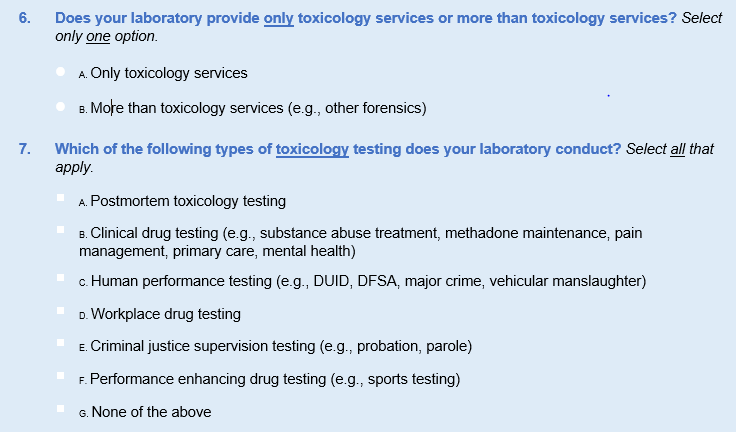 6. Does your laboratory provide only toxicology services or more than toxicology services? Select
only one option.
A. Only toxicology services
B. More than toxicology services (e.g., other forensics)
7. Which of the following types of toxicology testing does your laboratory conduct? Select all that
apply.
A. Postmortem toxicology testing
B. Clinical drug testing (e.g., substance abuse treatment, methadone maintenance, pain
management, primary care, mental health)
C. Human performance testing (e.g., DUID, DFSA, major crime, vehicular manslaughter)
D. Workplace drug testing
E. Criminal justice supervision testing (e.g., probation, parole)
F. Performance enhancing drug testing (e.g., sports testing)
G. None of the above